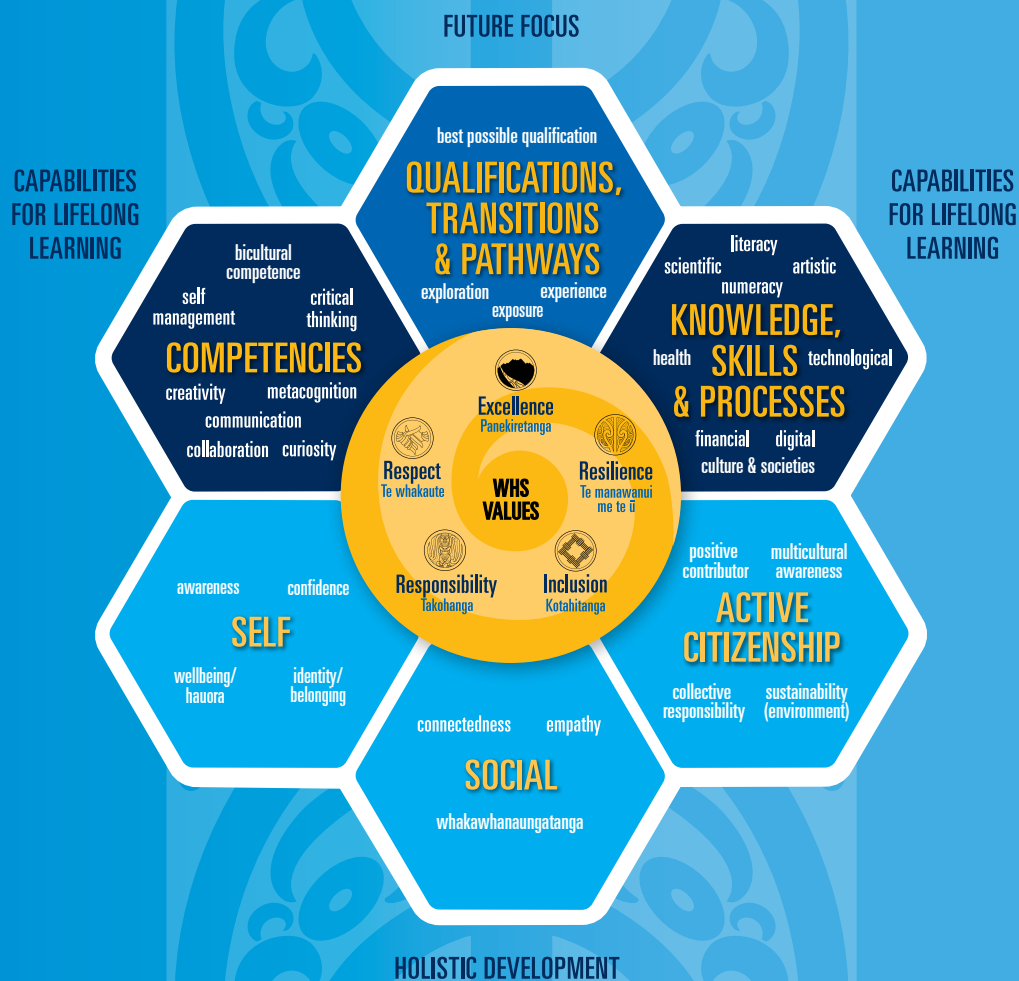 FUTURE FOCUS
CAPABILITIES
FOR LIFELONG
LEARNING
CAPABILITIES
FOR LIFELONG
LEARNING
best possible qualification
QUALIFICATIONS,
TRANSITIONS
& PATHWAYS
exploration experience
exposure
bicultural
competence
self
management
critical
thinking
COMPETENCIES
creativity metacognition
communication
collaboration curiosity
literacy
scientific artistic
numeracy
KNOWLEDGE,
health SKILLS technological
& PROCESSES
financial digital
culture & societies
Excellence
Panekiretanga
Respect
Te whakaute
Resilience
Te manawanui
me te ū
WHS
VALUES
Responsibility
Takohanga
Inclusion
Kotahitanga
awareness confidence
SELF
wellbeing/
hauora
identity/
belonging
positive
contributor
multicultural
awareness
ACTIVE
CITIZENSHIP
collective
responsibility
sustainability
(environment)
connectedness empathy
SOCIAL
whakawhanaungatanga
HOLISTIC DEVELOPMENT